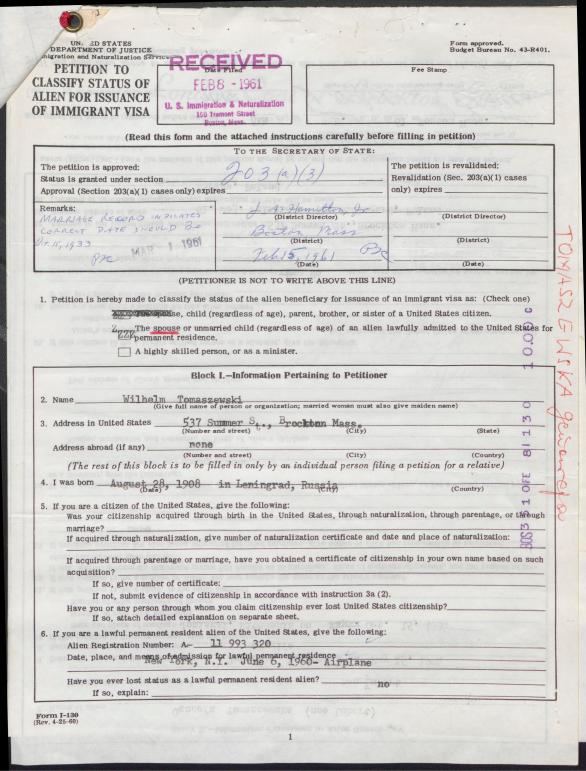 UNITED STATES
DEPARTMENT OF JUSTICE
Immigration and Naturalization Service
PETITION TO
CLASSIFY STATUS OF
ALIEN FOR ISSUANCE
OF IMMIGRANT VISA
RECEIVED
Date Filed
FEB 8 - 1961
U. S. Immigration & Naturalization
150 Tremont Street
Boston, Mass.
Form approved.
Budget Bureau No. 43-R401.
Fee Stamp
(Read this form and the attached instructions carefully before filling in petition)
TO THE SECRETARY OF STATE:
The petition is approved:
Status is granted under section 203(a)(3)
Approval (Section 203(a)(1) cases only) expires
The petition is revalidated:
Revalidation (Sec. 203(a)(1) cases
only) expires
Remarks:
MARRIAGE RECORD INDICATES
CORRECT DATE SHOULD BE
15, 1933
MAR 1 1961
J. A. Hamilton, Jr.
(District Director)
Boston Mass
(District)
Feb 15, 1961
(Date)
(District Director)
(District)
(Date)
(PETITIONER IS NOT TO WRITE ABOVE THIS LINE)
1. Petition is hereby made to classify the status of the alien beneficiary for issuance of an immigrant visa as: (Check one)
spouse, child (regardless of age), parent, brother, or sister of a United States citizen.
The spouse or unmarried child (regardless of age) of an alien lawfully admitted to the United States for
permanent residence.
A highly skilled person, or as a minister.
Block I.—Information Pertaining to Petitioner
2. Name Wilhelm Tomaszewski
(Give full name of person or organization; married woman must also give maiden name)
3. Address in United States 537 Summer St., Brockton Mass.
(Number and street) (City) (State)
Address abroad (if any) none
(Number and street) (City) (Country)
(The rest of this block is to be filled in only by an individual person filing a petition for a relative)
4. I was born August 28, 1908 in Leningrad, Russia
(Date) (City) (Country)
5. If you are a citizen of the United States, give the following:
Was your citizenship acquired through birth in the United States, through naturalization, through parentage, or through
marriage?
If acquired through naturalization, give number of naturalization certificate and date and place of naturalization:
If acquired through parentage or marriage, have you obtained a certificate of citizenship in your own name based on such
acquisition?
If so, give number of certificate:
If not, submit evidence of citizenship in accordance with instruction 3a (2).
Have you or any person through whom you claim citizenship ever lost United States citizenship?
If so, attach detailed explanation on separate sheet.
6. If you are a lawful permanent resident alien of the United States, give the following:
Alien Registration Number: A- 11 993 320
Date, place, and means of admission for lawful permanent residence
New York, N.Y. June 6, 1960- Airplane
Have you ever lost status as a lawful permanent resident alien? no
If so, explain:
Form I-130
(Rev. 4-25-60)
1
TOMASZEWSKA